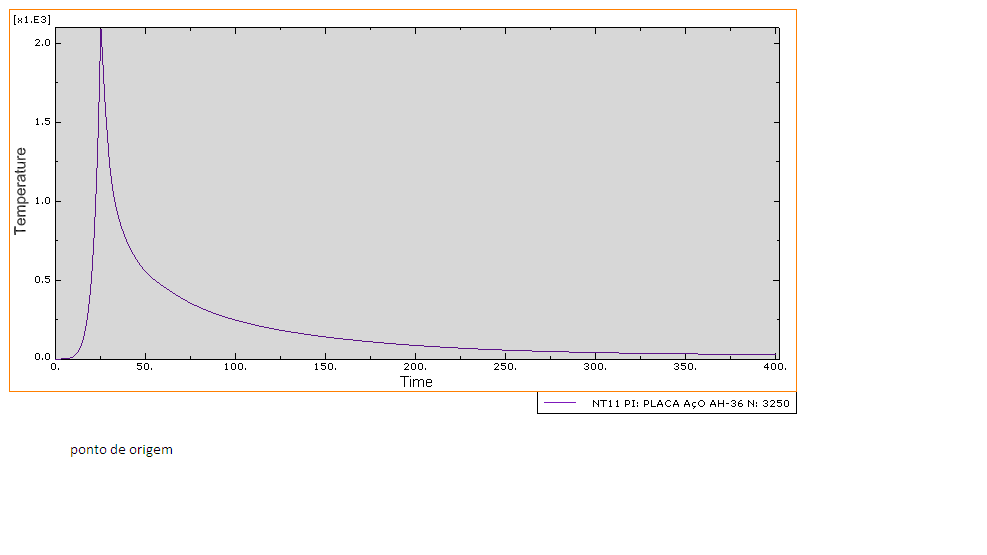 [x1.E3]
2.0
1.5
1.0
0.5
0.0
Temperature
0. 50. 100. 150. 200. 250. 300. 350. 400.
Time
NT11 PI: PLACA AçO AH-36 N: 3250
ponto de origem